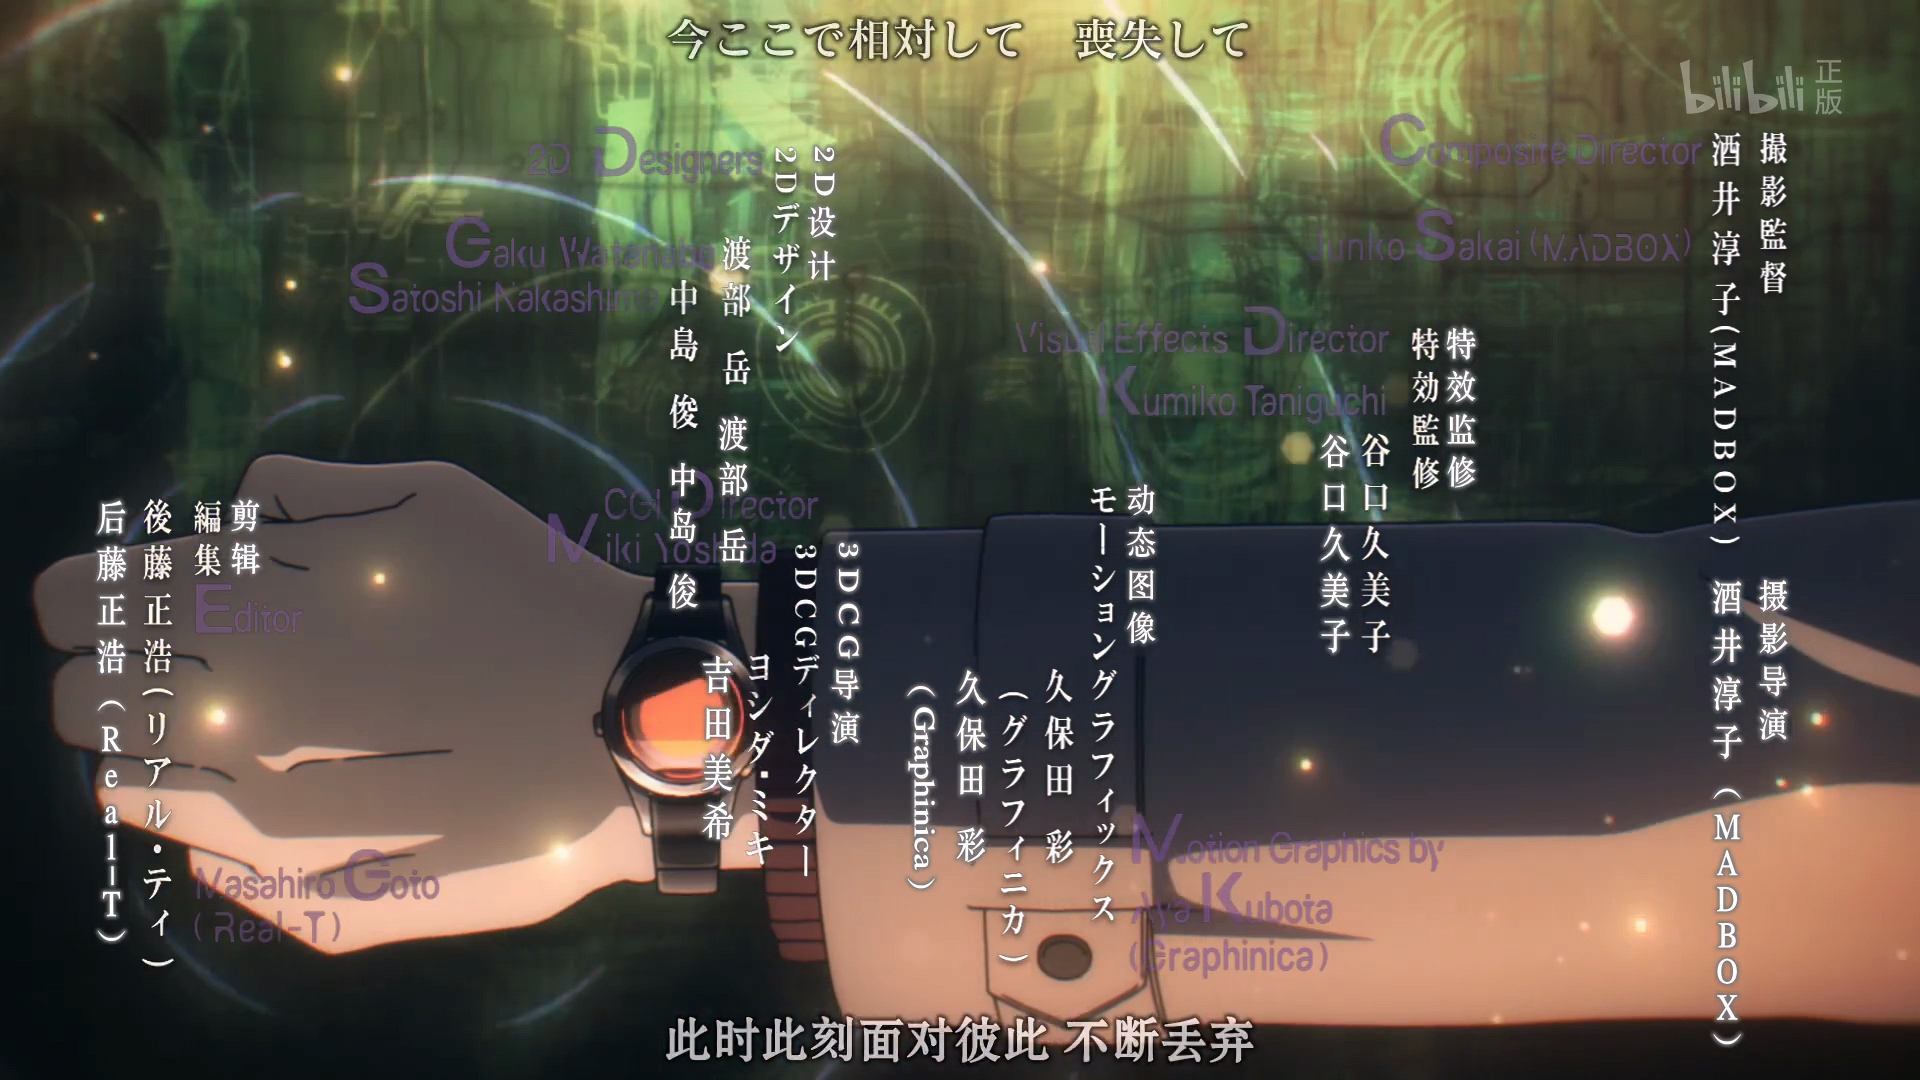 今ここで相対して　喪失して
bilibili 正版
撮影監督
酒井淳子(MADBOX)
摄影导演
酒井淳子(MADBOX)
Composite Director
Junko Sakai (MADBOX)
特效监修
特効監修
谷口久美子
谷口久美子
Visual Effects Director
Kumiko Taniguchi
动态图像
モーショングラフィックス
久保田 彩
(グラフィニカ)
久保田 彩
(Graphinica)
Motion Graphics by
Aya Kubota
(Graphinica)
2D设计
2Dデザイン
渡部 岳
渡部 岳
中島 俊
中岛 俊
2D Designers
Gaku Watanabe
Satoshi Nakashima
3DCG导演
3DCGディレクター
ヨシダ・ミキ
吉田美希
CGI Director
Miki Yoshida
剪辑
編集
後藤正浩(リアル・ティ)
后藤正浩(Real-T)
Editor
Masahiro Goto
(Real-T)
此时此刻面对彼此 不断丢弃